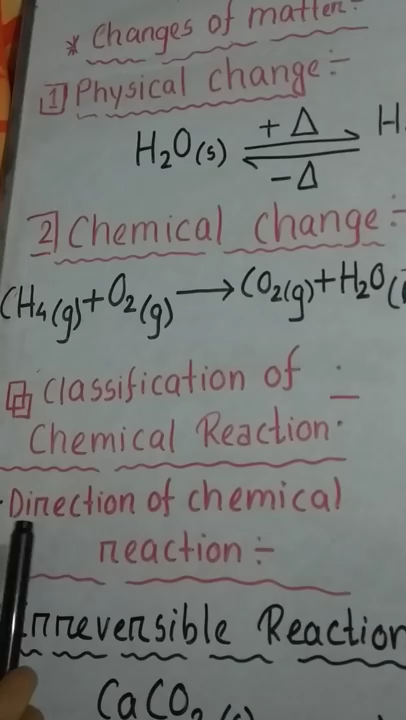 * Changes of matter:-
1 Physical change:-
H₂O(s) ⇌ H
+ Δ
- Δ
2 Chemical change:-
CH₄(g)+O₂(g)→CO₂(g)+H₂O(
Classification of
Chemical Reaction:
Direction of chemical
reaction:-
Irreversible Reaction
CaCO₃(s)